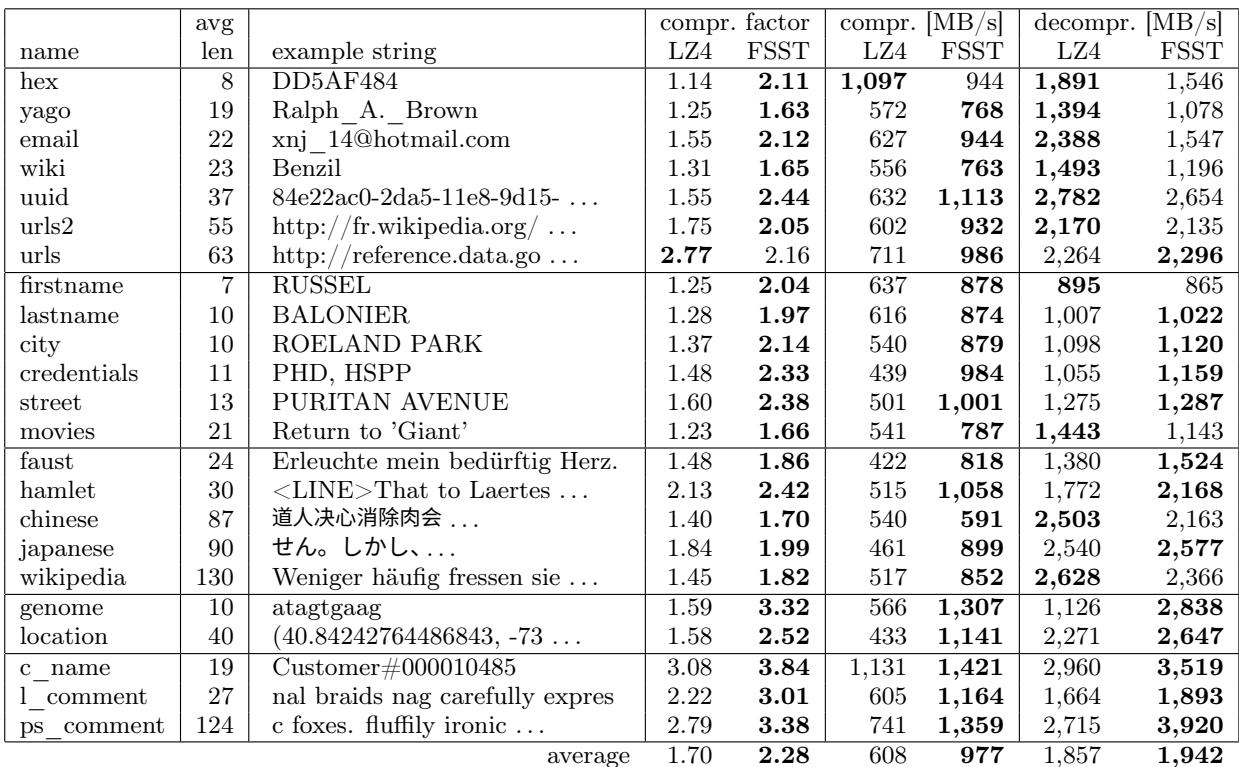 avg compr. factor compr. [MB/s] decompr. [MB/s]
name len example string LZ4 FSST LZ4 FSST LZ4 FSST
hex 8 DD5AF484 1.14 2.11 1,097 944 1,891 1,546
yago 19 Ralph_A._Brown 1.25 1.63 572 768 1,394 1,078
email 22 xnj_14@hotmail.com 1.55 2.12 627 944 2,388 1,547
wiki 23 Benzil 1.31 1.65 556 763 1,493 1,196
uuid 37 84e22ac0-2da5-11e8-9d15- ... 1.55 2.44 632 1,113 2,782 2,654
urls2 55 http://fr.wikipedia.org/ ... 1.75 2.05 602 932 2,170 2,135
urls 63 http://reference.data.go ... 2.77 2.16 711 986 2,264 2,296
firstname 7 RUSSEL 1.25 2.04 637 878 895 865
lastname 10 BALONIER 1.28 1.97 616 874 1,007 1,022
city 10 ROELAND PARK 1.37 2.14 540 879 1,098 1,120
credentials 11 PHD, HSPP 1.48 2.33 439 984 1,055 1,159
street 13 PURITAN AVENUE 1.60 2.38 501 1,001 1,275 1,287
movies 21 Return to 'Giant' 1.23 1.66 541 787 1,443 1,143
faust 24 Erleuchte mein bedürftig Herz. 1.48 1.86 422 818 1,380 1,524
hamlet 30 <LINE>That to Laertes ... 2.13 2.42 515 1,058 1,772 2,168
chinese 87 道人决心消除肉会 ... 1.40 1.70 540 591 2,503 2,163
japanese 90 せん。しかし、... 1.84 1.99 461 899 2,540 2,577
wikipedia 130 Weniger häufig fressen sie ... 1.45 1.82 517 852 2,628 2,366
genome 10 atagtgaag 1.59 3.32 566 1,307 1,126 2,838
location 40 (40.84242764486843, -73 ... 1.58 2.52 433 1,141 2,271 2,647
c_name 19 Customer#000010485 3.08 3.84 1,131 1,421 2,960 3,519
l_comment 27 nal braids nag carefully expres 2.22 3.01 605 1,164 1,664 1,893
ps_comment 124 c foxes. fluffily ironic ... 2.79 3.38 741 1,359 2,715 3,920
average 1.70 2.28 608 977 1,857 1,942